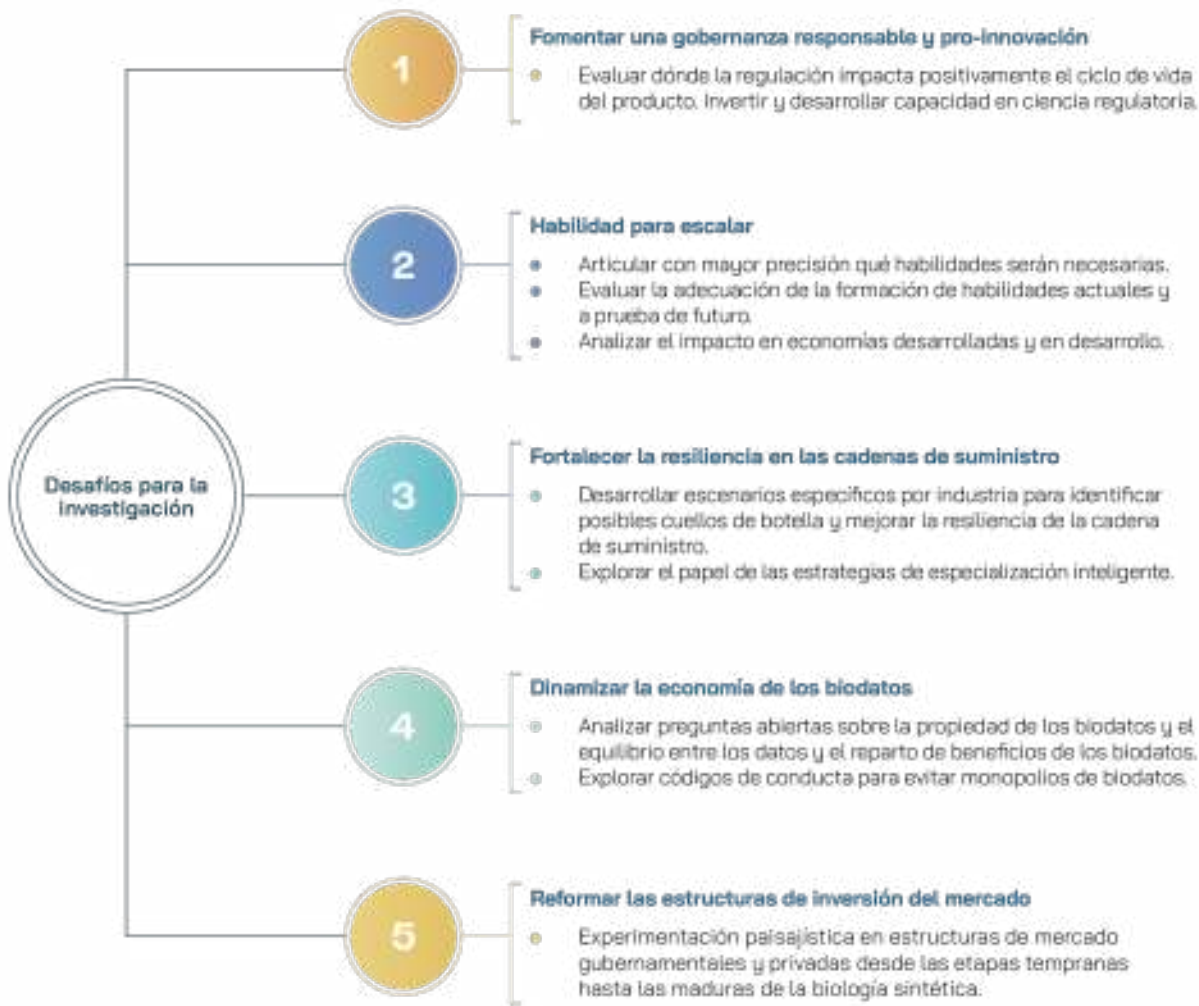 Desafíos para la
investigación
1
Fomentar una gobernanza responsable y pro-innovación
Evaluar dónde la regulación impacta positivamente el ciclo de vida
del producto. Invertir y desarrollar capacidad en ciencia regulatoria.
2
Habilidad para escalar
Articular con mayor precisión qué habilidades serán necesarias.
Evaluar la adecuación de la formación de habilidades actuales y
a prueba de futuro.
Analizar el impacto en economías desarrolladas y en desarrollo.
3
Fortalecer la resiliencia en las cadenas de suministro
Desarrollar escenarios específicos por industria para identificar
posibles cuellos de botella y mejorar la resiliencia de la cadena
de suministro.
Explorar el papel de las estrategias de especialización inteligente.
4
Dinamizar la economía de los biodatos
Analizar preguntas abiertas sobre la propiedad de los biodatos y el
equilibrio entre los datos y el reparto de beneficios de los biodatos.
Explorar códigos de conducta para evitar monopolios de biodatos.
5
Reformar las estructuras de inversión del mercado
Experimentación paisajística en estructuras de mercado
gubernamentales y privadas desde las etapas tempranas
hasta las maduras de la biología sintética.